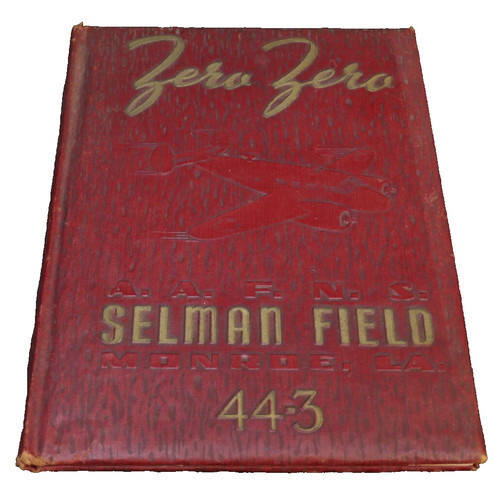 Zero Zero
A. A. F. N. S.
SELMAN FIELD
MONROE, LA.
44-3